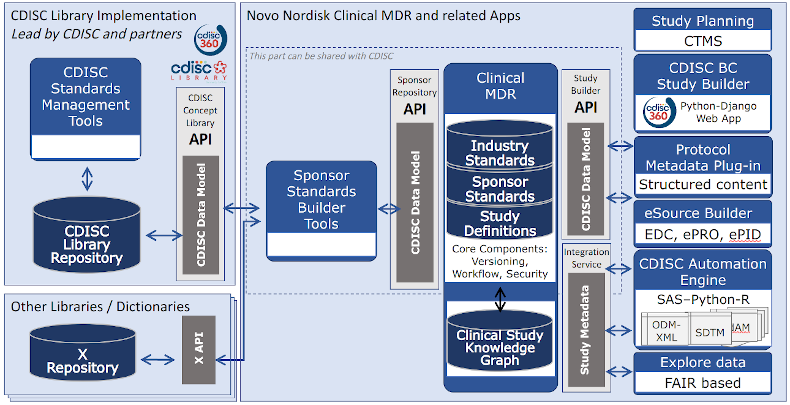 CDISC Library Implementation
Lead by CDISC and partners
cdisc
360
cdisc
LIBRARY
CDISC
Standards
Management
Tools
CDISC
Concept
Library
API
CDISC Data Model
CDISC
Library
Repository
Other Libraries / Dictionaries
X
Repository
X API
Novo Nordisk Clinical MDR and related Apps
This part can be shared with CDISC
Sponsor
Standards
Builder
Tools
Sponsor
Repository
API
CDISC Data Model
Clinical
MDR
Industry
Standards
Sponsor
Standards
Study
Definitions
Core Components:
Versioning,
Workflow, Security
Clinical Study
Knowledge
Graph
Study
Builder
API
CDISC Data Model
Integration
Service
Study Metadata
Study Planning
CTMS
CDISC BC
Study Builder
cdisc
360
Python-Django
Web App
Protocol
Metadata Plug-in
Structured content
eSource Builder
EDC, ePRO, ePID
CDISC Automation
Engine
SAS–Python-R
ODM-
XML
SDTM
Explore data
FAIR based